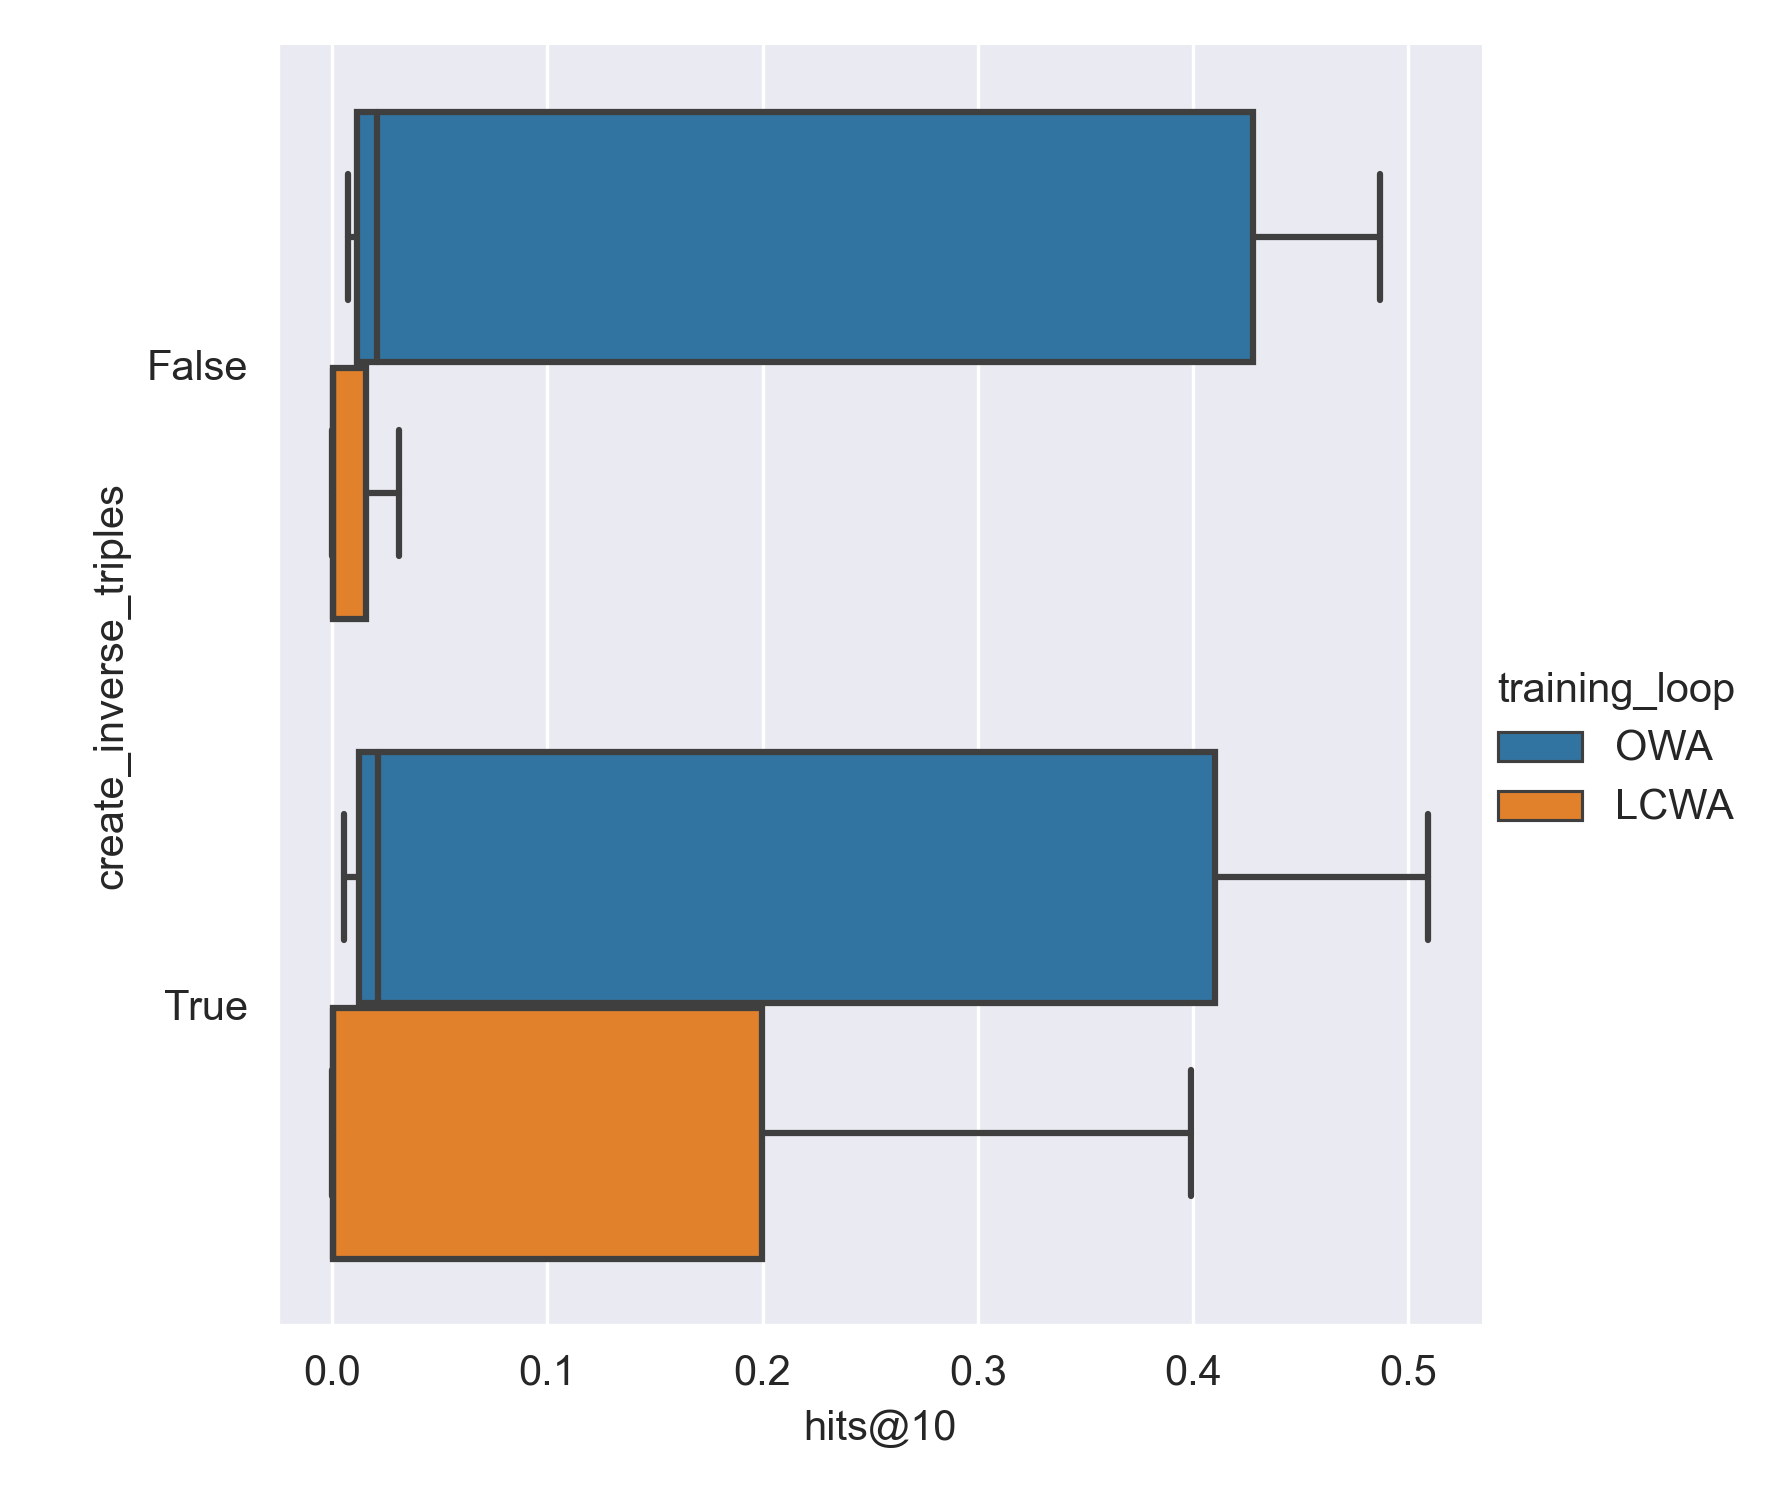 create_inverse_triples
False
True
0.0 0.1 0.2 0.3 0.4 0.5
hits@10
training_loop
OWA
LCWA